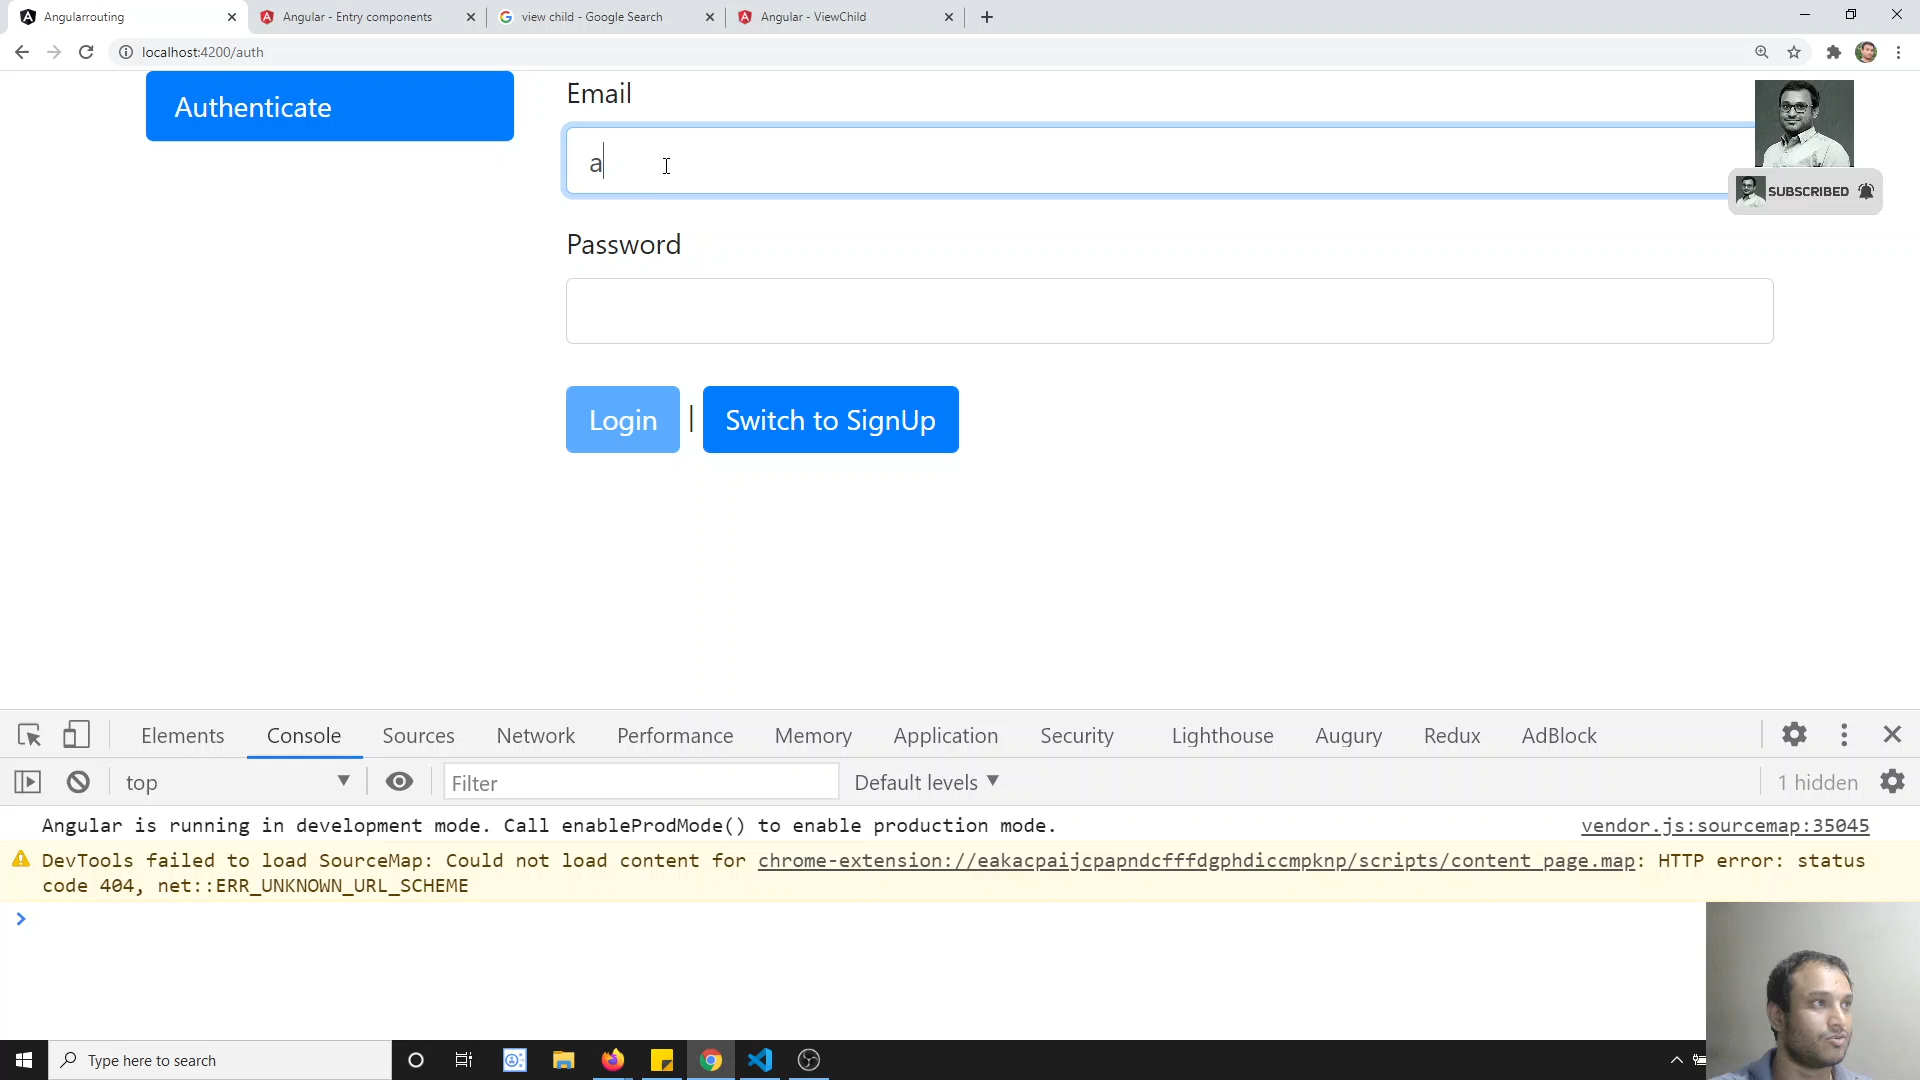 Angularrouting
Angular - Entry components
view child - Google Search
Angular - ViewChild
localhost:4200/auth
Authenticate
Email
a
SUBSCRIBED
Password
Login | Switch to SignUp
Elements Console Sources Network Performance Memory Application Security Lighthouse Augury Redux AdBlock
top Filter Default levels 1 hidden
Angular is running in development mode. Call enableProdMode() to enable production mode. vendor.js:sourcemap:35045
DevTools failed to load SourceMap: Could not load content for chrome-extension://eakacpaijcpapndcfffdgphdiccmpknp/scripts/content_page.map: HTTP error: status
code 404, net::ERR_UNKNOWN_URL_SCHEME
Type here to search